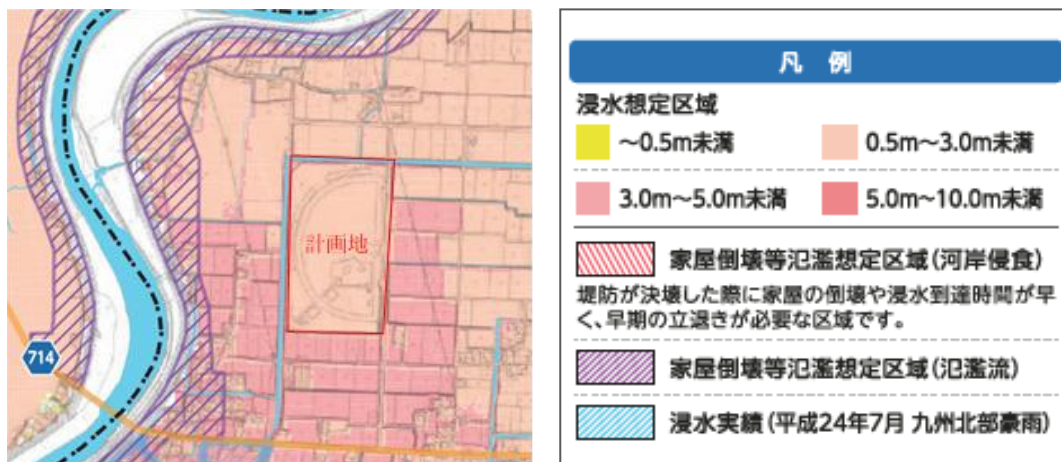 計画地
714
凡 例
浸水想定区域
～0.5m未満
0.5m～3.0m未満
3.0m～5.0m未満
5.0m～10.0m未満
家屋倒壊等氾濫想定区域（河岸侵食）
堤防が決壊した際に家屋の倒壊や浸水到達時間が早
く、早期の立退きが必要な区域です。
家屋倒壊等氾濫想定区域（氾濫流）
浸水実績（平成24年7月 九州北部豪雨）